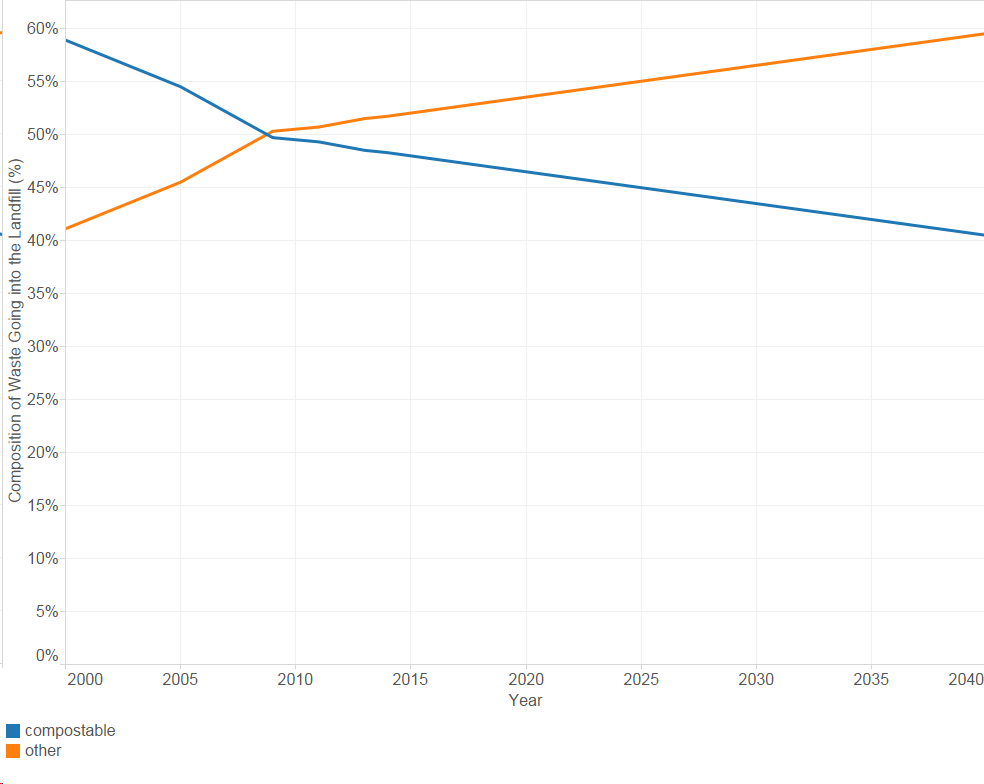 60%
55%
50%
45%
40%
35%
30%
25%
20%
15%
10%
5%
0%
Composition of Waste Going into the Landfill (%)
2000 2005 2010 2015 2020 2025 2030 2035 2040
Year
compostable
other